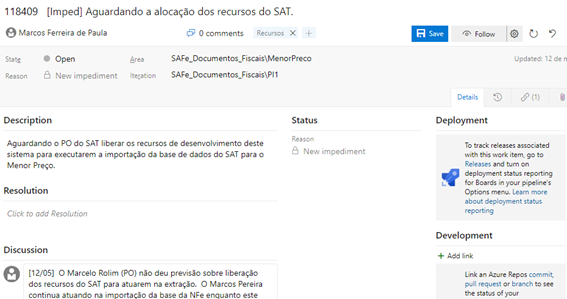 118409 [Imped] Aguardando a alocação dos recursos do SAT.
Marcos Ferreira de Paula
0 comments
Recursos
Save
Follow
State
Open
Area
SAFe_Documentos_Fiscais\MenorPreco
Updated: 12 de m
Reason
New impediment
Iteration
SAFe_Documentos_Fiscais\PI1
Details
(1)
Description
Aguardando o PO do SAT liberar os recursos de desenvolvimento deste
sistema para executarem a importação da base de dados do SAT para o
Menor Preço.
Resolution
Click to add Resolution
Discussion
[12/05] O Marcelo Rolim (PO) não deu previsão sobre liberação
dos recursos do SAT para atuarem na extração. O Marcos Pereira
continua atuando na importação da base da NFe enquanto este
Status
Reason
New impediment
Deployment
To track releases associated
with this work item, go to
Releases and turn on
deployment status reporting
for Boards in your pipeline's
Options menu. Learn more
about deployment status
reporting
Development
Add link
Link an Azure Repos commit,
pull request or branch to see
the status of your